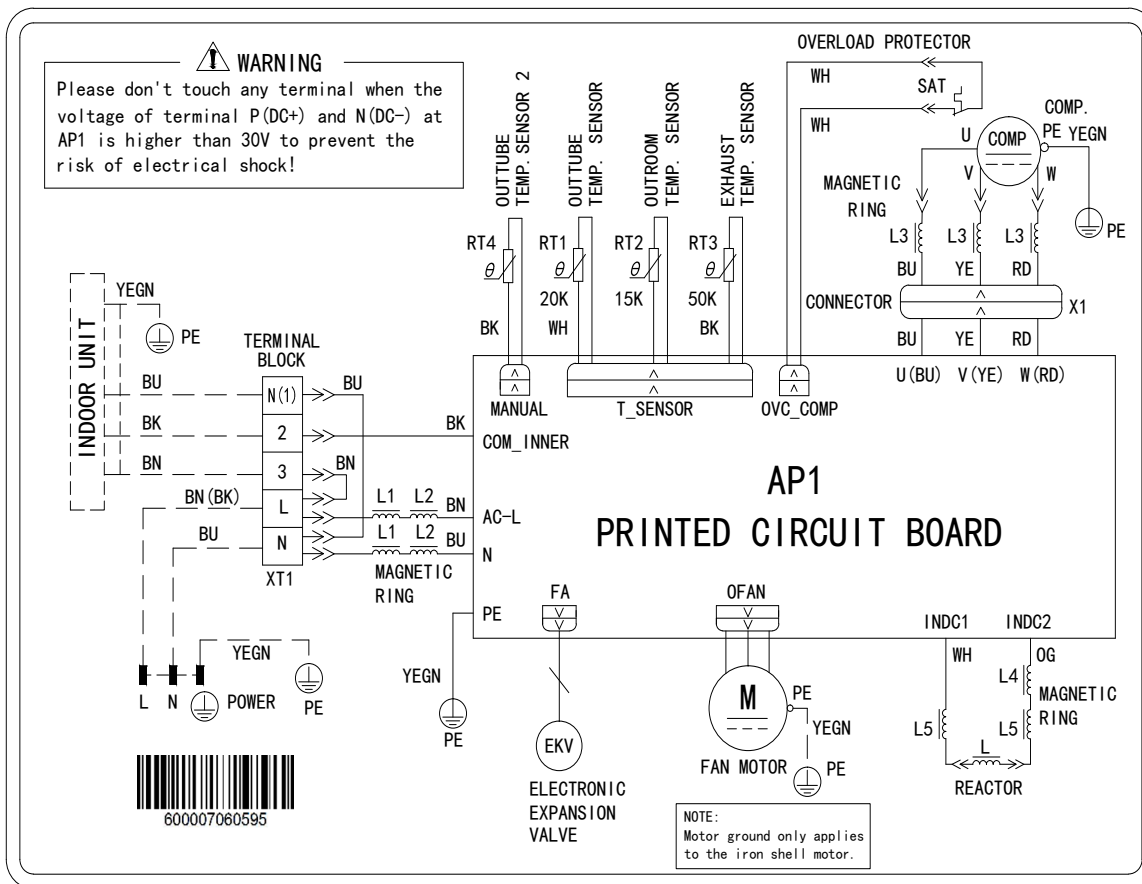 WARNING
Please don't touch any terminal when the
voltage of terminal P(DC+) and N(DC-) at
AP1 is higher than 30V to prevent the
risk of electrical shock!
OUTTUBE
TEMP. SENSOR 2
OUTTUBE
TEMP. SENSOR
OUTROOM
TEMP. SENSOR
EXHAUST
TEMP. SENSOR
OVERLOAD PROTECTOR
WH
SAT
WH
COMP.
U
COMP
PE YEGN
V
W
MAGNETIC
RING
PE
L3
L3
L3
BU
YE
RD
CONNECTOR
X1
BU
YE
RD
U(BU)
V(YE)
W(RD)
RT4
θ
RT1
θ
RT2
θ
RT3
θ
20K
15K
50K
BK
WH
BK
MANUAL
T_SENSOR
OVC_COMP
INDOOR UNIT
YEGN
PE
TERMINAL
BLOCK
BU
N(1)
BU
BK
2
BK
COM_INNER
BN
3
BN
BN(BK)
L
L1
L2
BN
AC-L
BU
N
L1
L2
BU
N
XT1
MAGNETIC
RING
AP1
PRINTED CIRCUIT BOARD
PE
YEGN
PE
YEGN
PE
L
N
POWER
FA
EKV
ELECTRONIC
EXPANSION
VALVE
OFAN
M
PE
YEGN
FAN MOTOR
PE
INDC1
INDC2
WH
OG
L4
MAGNETIC
RING
L5
L5
L
REACTOR
NOTE:
Motor ground only applies
to the iron shell motor.
600007060595